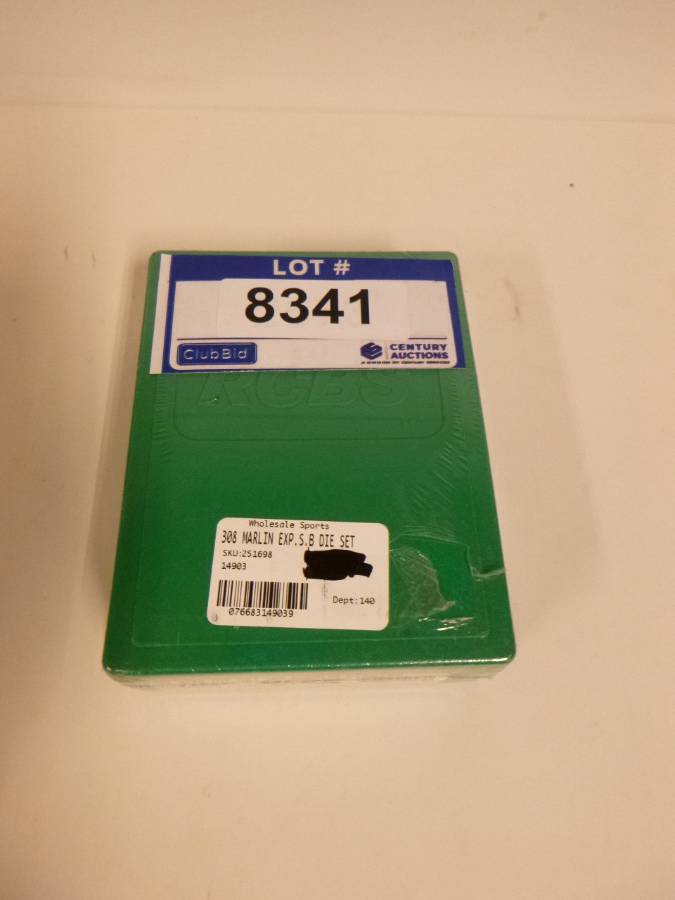 LOT #
8341
ClubBid
CENTURY
AUCTIONS
RCBS
Wholesale Sports
308 MARLIN EXP.S.B DIE SET
SKU:251698
14903
Dept:140
076683149039